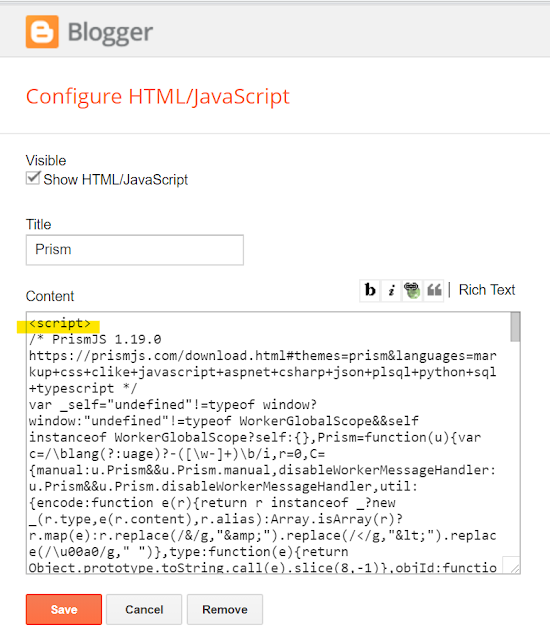 Blogger
Configure HTML/JavaScript
Visible
Show HTML/JavaScript
Title
Prism
Content
b i Rich Text
<script>
/* PrismJS 1.19.0
https://prismjs.com/download.html#themes=prism&languages=mar
kup+css+clike+javascript+aspnet+csharp+json+plsql+python+sql
+typescript */
var _self="undefined"!=typeof window?
window:"undefined"!=typeof WorkerGlobalScope&&self
instanceof WorkerGlobalScope?self:{},Prism=function(u){var
c=/\blang(?:uage)?-([\w-]+)\b/i,r=0,C=
{manual:u.Prism&&u.Prism.manual,disableWorkerMessageHandler:
u.Prism&&u.Prism.disableWorkerMessageHandler,util:
{encode:function e(r){return r instanceof _?new
_(r.type,e(r.content),r.alias):Array.isArray(r)?
r.map(e):r.replace(/&/g,"&amp;").replace(/</g,"&lt;").replac
e(/\u00a0/g," ")},type:function(e){return
Object.prototype.toString.call(e).slice(8,-1)},objId:functio
Save Cancel Remove